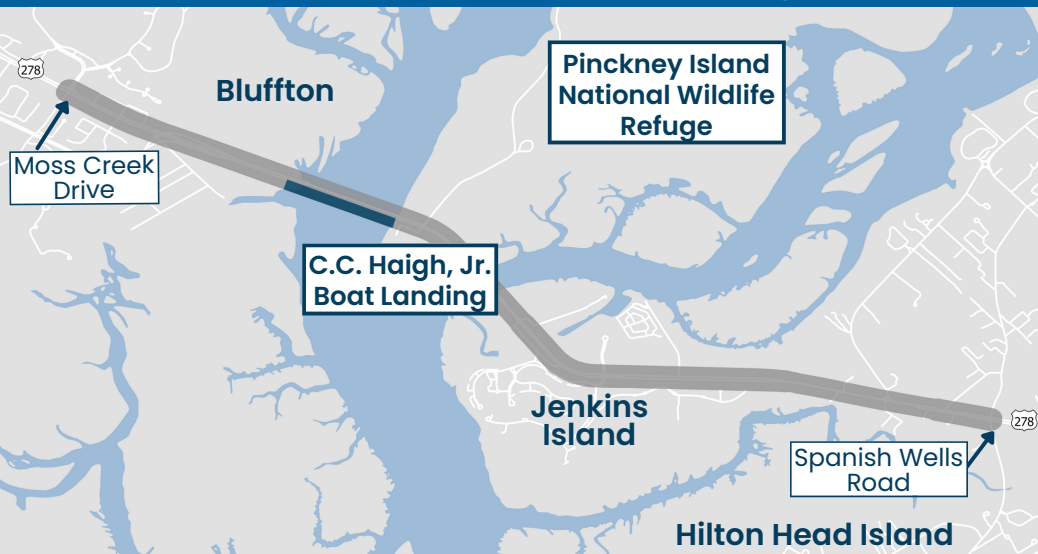 278
Bluffton
Pinckney Island
National Wildlife
Refuge
Moss Creek
Drive
C.C. Haigh, Jr.
Boat Landing
Jenkins
Island
278
Spanish Wells
Road
Hilton Head Island